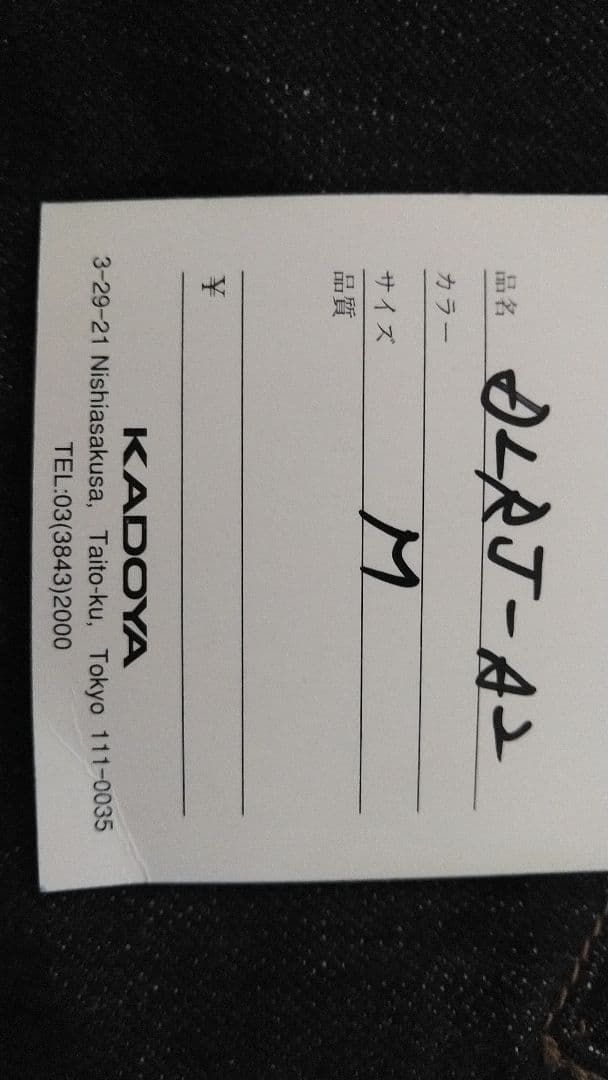 品名 DLRJ-A2
カラー
サイズ M
品質
¥
KADOYA
3-29-21 Nishiasakusa, Taito-ku, Tokyo 111-0035
TEL:03(3843)2000